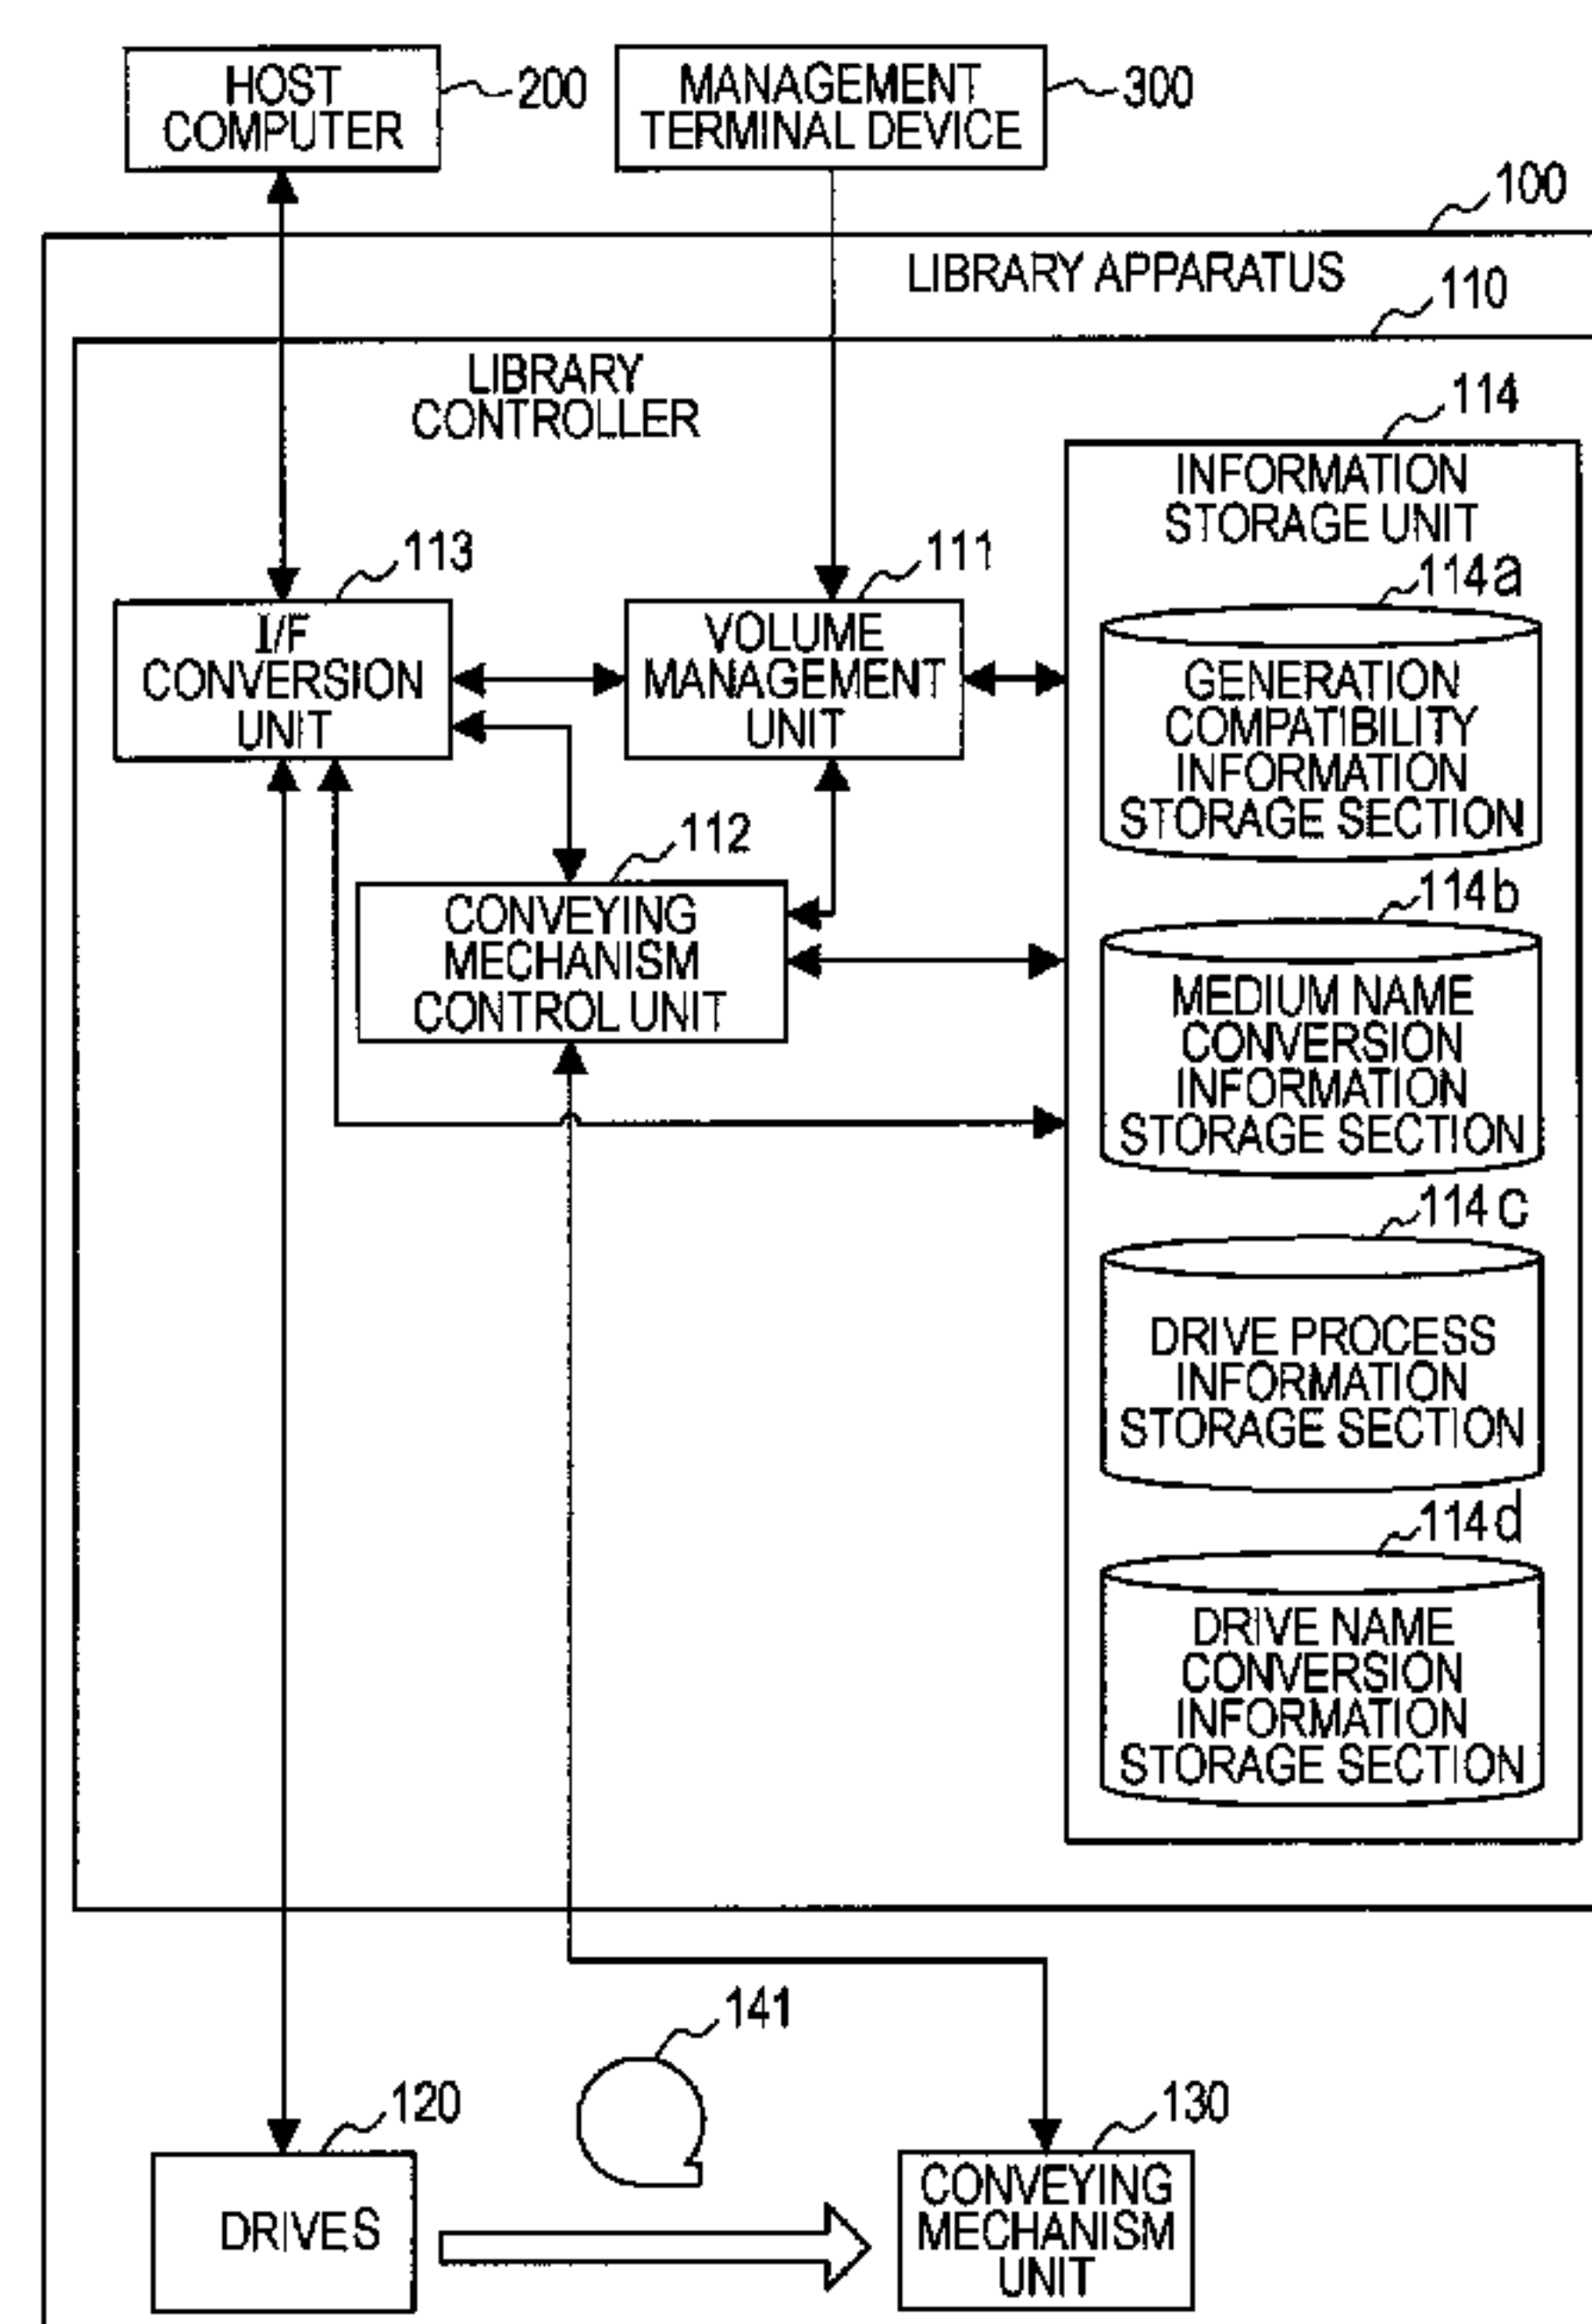 HOST
COMPUTER
200
MANAGEMENT
TERMINAL DEVICE
300
100
LIBRARY APPARATUS
110
LIBRARY
CONTROLLER
114
INFORMATION
STORAGE UNIT
113
I/F
CONVERSION
UNIT
111
VOLUME
MANAGEMENT
UNIT
114a
GENERATION
COMPATIBILITY
INFORMATION
STORAGE SECTION
112
CONVEYING
MECHANISM
CONTROL UNIT
114b
MEDIUM NAME
CONVERSION
INFORMATION
STORAGE SECTION
114c
DRIVE PROCESS
INFORMATION
STORAGE SECTION
114d
DRIVE NAME
CONVERSION
INFORMATION
STORAGE SECTION
141
120
DRIVES
130
CONVEYING
MECHANISM
UNIT